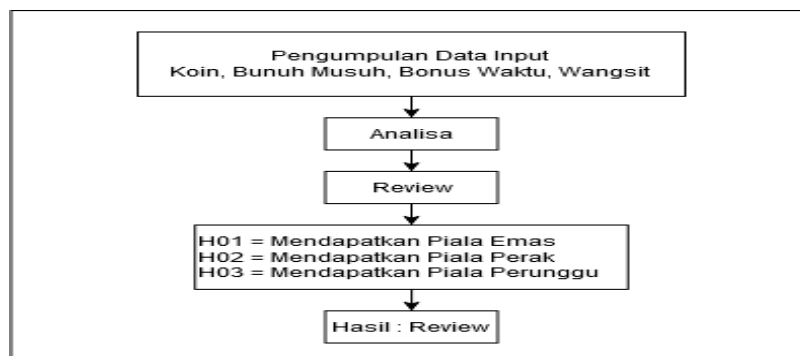 Pengumpulan Data Input
Koin, Bunuh Musuh, Bonus Waktu, Wangsit
Analisa
Review
H01 = Mendapatkan Piala Emas
H02 = Mendapatkan Piala Perak
H03 = Mendapatkan Piala Perunggu
Hasil : Review